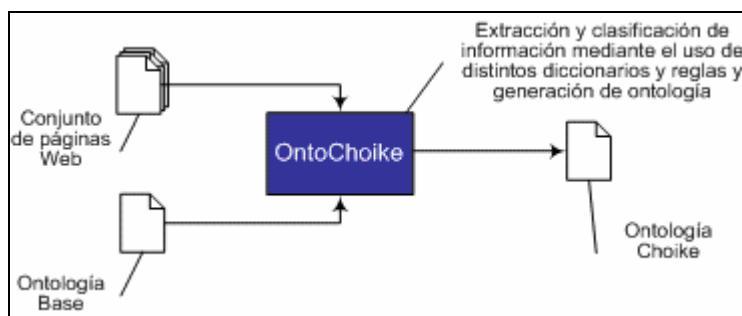 Extracción y clasificación de
información mediante el uso de
distintos diccionarios y reglas y
generación de ontología
Conjunto
de páginas
Web
OntoChoike
Ontología
Choike
Ontología
Base